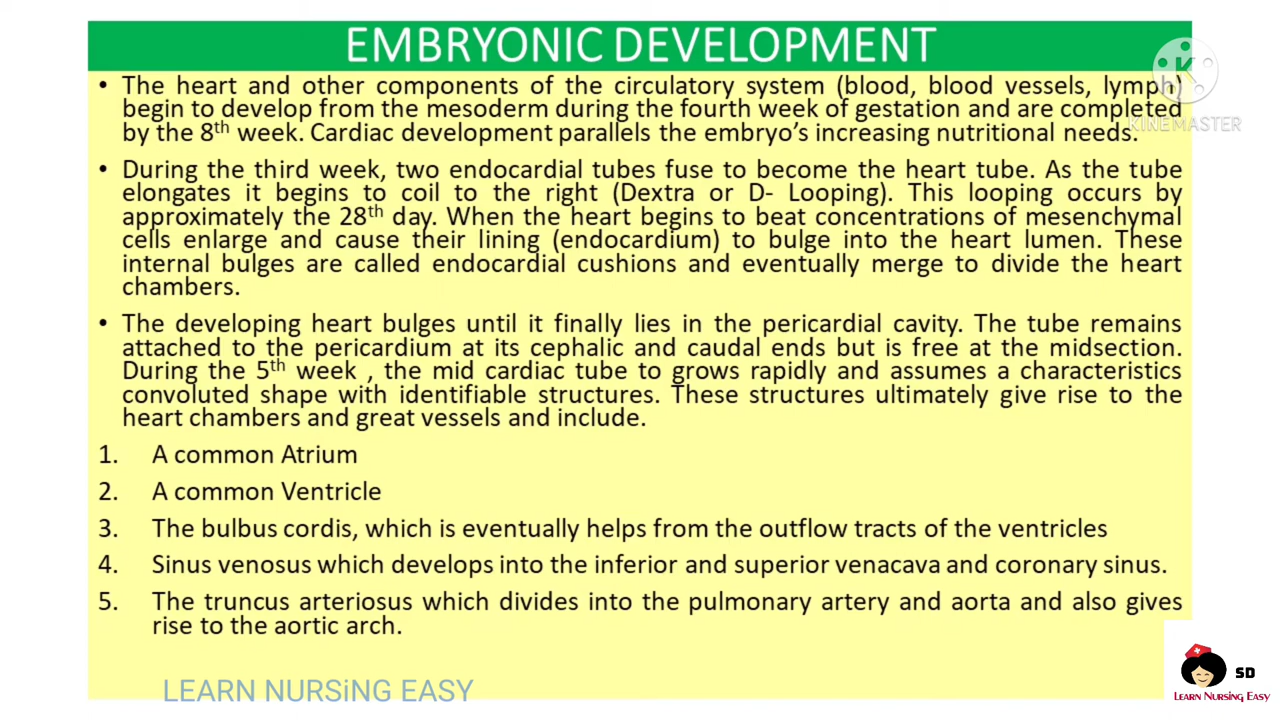 EMBRYONIC DEVELOPMENT
• The heart and other components of the circulatory system (blood, blood vessels, lymph)
begin to develop from the mesoderm during the fourth week of gestation and are completed
by the 8th week. Cardiac development parallels the embryo's increasing nutritional needs.
KINEMASTER
• During the third week, two endocardial tubes fuse to become the heart tube. As the tube
elongates it begins to coil to the right (Dextra or D- Looping). This looping occurs by
approximately the 28th day. When the heart begins to beat concentrations of mesenchymal
cells enlarge and cause their lining (endocardium) to bulge into the heart lumen. These
internal bulges are called endocardial cushions and eventually merge to divide the heart
chambers.
• The developing heart bulges until it finally lies in the pericardial cavity. The tube remains
attached to the pericardium at its cephalic and caudal ends but is free at the midsection.
During the 5th week , the mid cardiac tube to grows rapidly and assumes a characteristics
convoluted shape with identifiable structures. These structures ultimately give rise to the
heart chambers and great vessels and include.
1. A common Atrium
2. A common Ventricle
3. The bulbus cordis, which is eventually helps from the outflow tracts of the ventricles
4. Sinus venosus which develops into the inferior and superior venacava and coronary sinus.
5. The truncus arteriosus which divides into the pulmonary artery and aorta and also gives
rise to the aortic arch.
LEARN NURSiNG EASY
SD
LEARN NURSING EASY